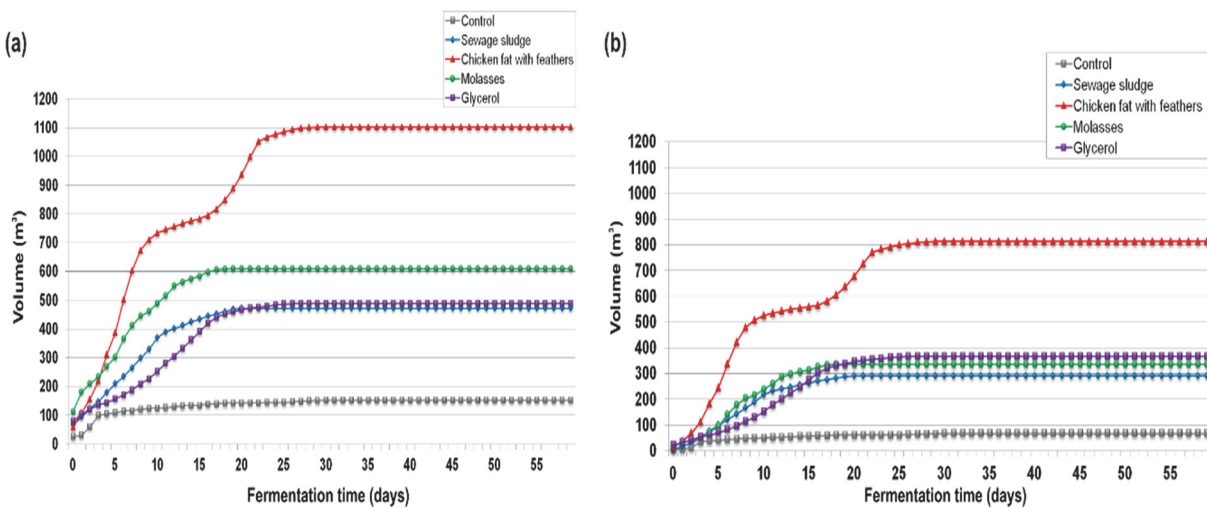 (a)
Control
Sewage sludge
Chicken fat with feathers
Molasses
Glycerol
1200
1100
1000
900
800
700
600
500
400
300
200
100
0
Volume (m³)
0 5 10 15 20 25 30 35 40 45 50 55
Fermentation time (days)
(b)
Control
Sewage sludge
Chicken fat with feathers
Molasses
Glycerol
1200
1100
1000
900
800
700
600
500
400
300
200
100
0
Volume (m³)
0 5 10 15 20 25 30 35 40 45 50 55
Fermentation time (days)